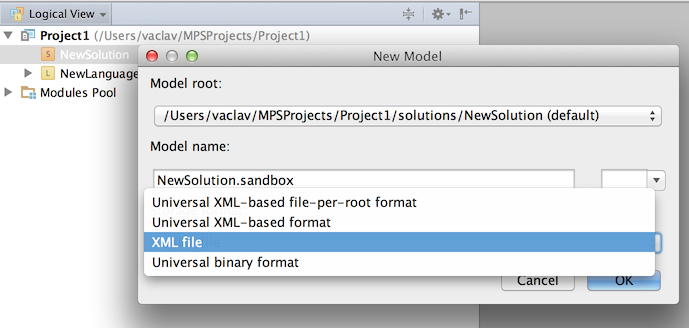 Logical View
Project1 (/Users/vaclav/MPSProjects/Project1)
S NewSolution
L NewLanguage
Modules Pool
New Model
Model root:
/Users/vaclav/MPSProjects/Project1/solutions/NewSolution (default)
Model name:
NewSolution.sandbox
Universal XML-based file-per-root format
Universal XML-based format
XML file
Universal binary format
Cancel OK